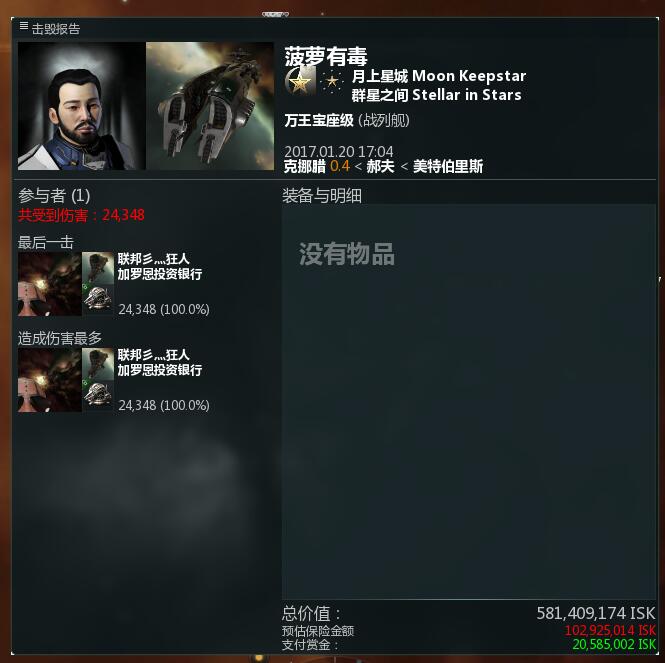 击毁报告
菠萝有毒
月上星城 Moon Keepstar
群星之间 Stellar in Stars
万王宝座级 (战列舰)
2017.01.20 17:04
克挪腊 0.4 < 郝夫 < 美特伯里斯
参与者 (1)
共受到伤害：24,348
最后一击
联邦彡灬狂人
加罗恩投资银行
24,348 (100.0%)
造成伤害最多
联邦彡灬狂人
加罗恩投资银行
24,348 (100.0%)
装备与明细
没有物品
总价值： 581,409,174 ISK
预估保险金额 102,925,014 ISK
支付赏金： 20,585,002 ISK